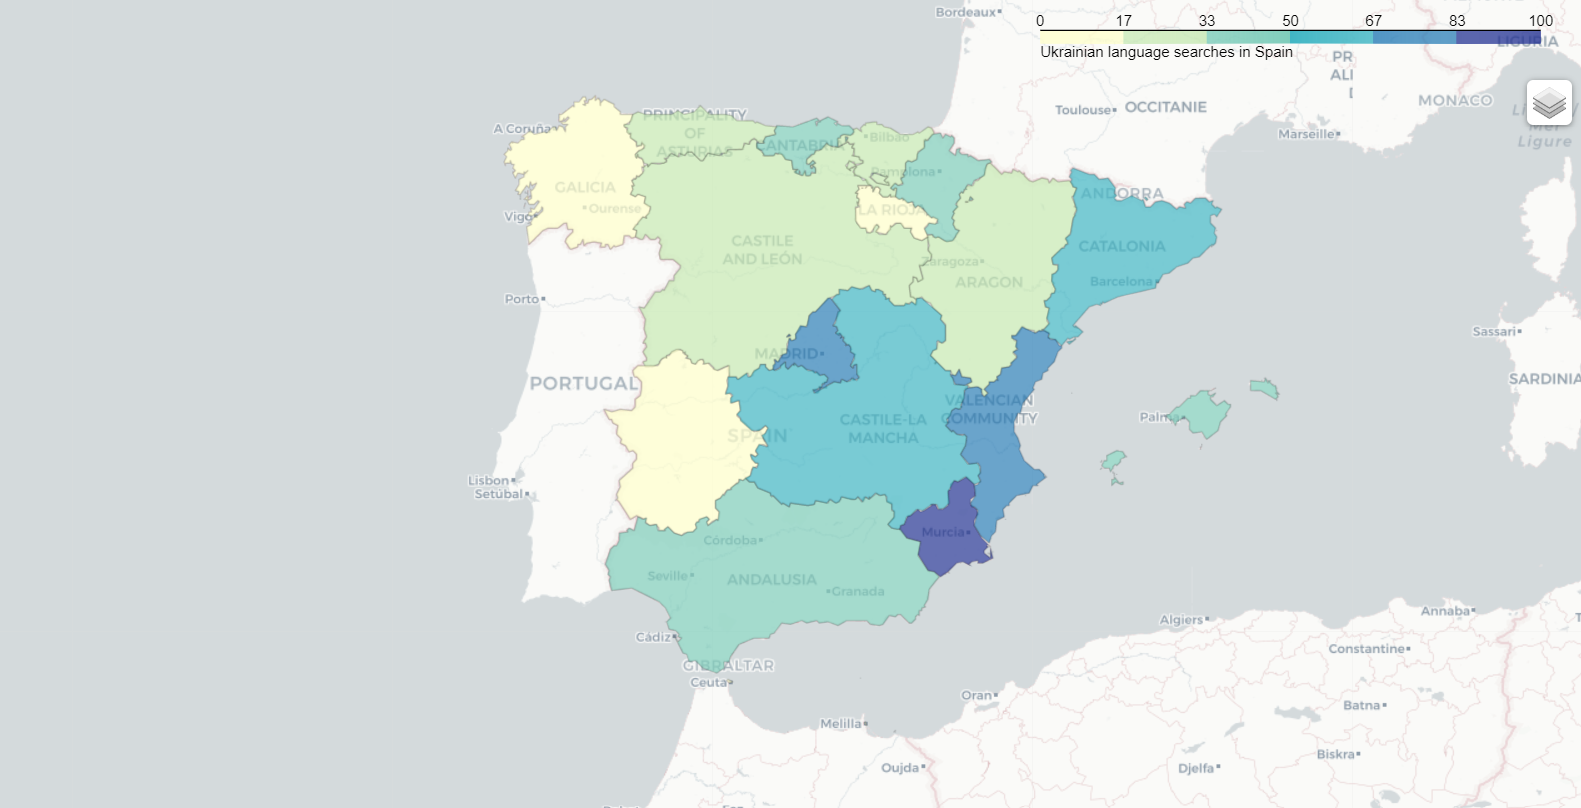 Bordeaux
0 17 33 50 67 83 100
LIGURIA
Ukrainian language searches in Spain
PR
ALI
Toulouse
OCCITANIE
MONACO
Marseille
Mer
Ligure
A Coruña
PRINCIPALITY
OF
ASTURIAS
CANTABRIA
Bilbao
Pamplona
GALICIA
Ourense
Vigo
LA RIOJA
ANDORRA
CASTILE
AND LEÓN
CATALONIA
Zaragoza
ARAGON
Barcelona
Porto
Sassari
MADRID
PORTUGAL
SARDINIA
VALENCIAN
COMMUNITY
Palma
CASTILE-LA
MANCHA
SPAIN
Lisbon
Setúbal
Murcia
Córdoba
Seville
ANDALUSIA
Granada
Cádiz
GIBRALTAR
Ceuta
Algiers
Annaba
Constantine
Oran
Melilla
Batna
Biskra
Oujda
Djelfa